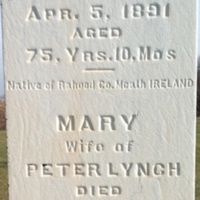 APR. 5, 1891
AGED
75, YRS. 10, MOS
Native of Rahood Co. Meath IRELAND
MARY
Wife of
PETER LYNCH
DIED